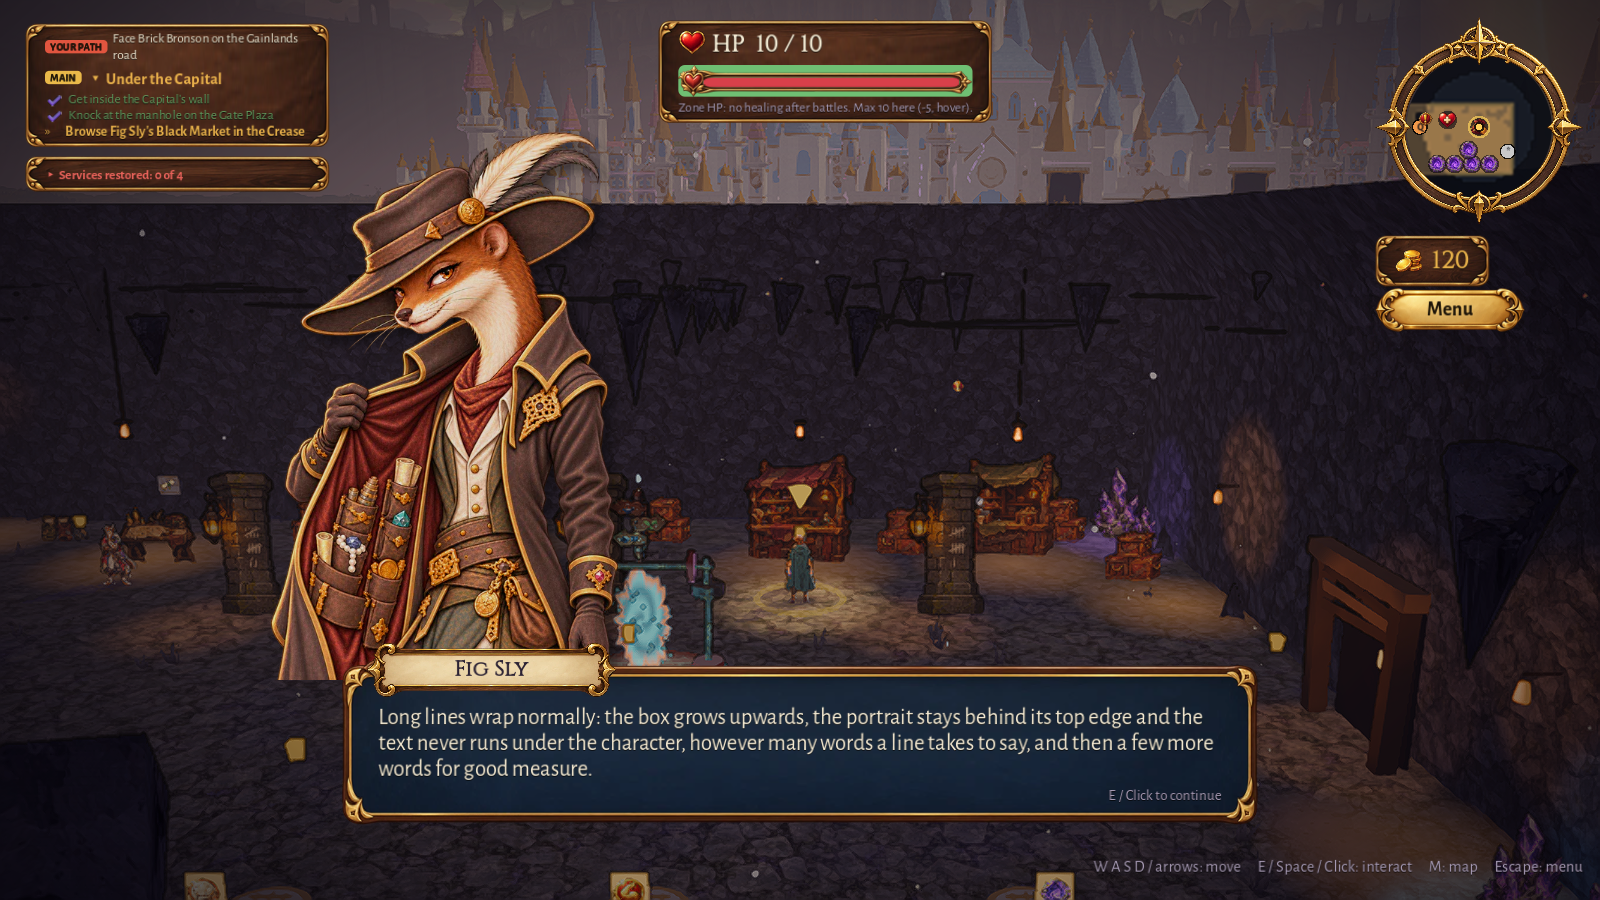 YOUR PATH Face Brick Bronson on the Gainlands road
MAIN ▾ Under the Capital
Get inside the Capital's wall
Knock at the manhole on the Gate Plaza
» Browse Fig Sly's Black Market in the Crease
▸ Services restored: 0 of 4
HP 10 / 10
Zone HP: no healing after battles. Max 10 here (-5, hover).
120
Menu
FIG SLY
Long lines wrap normally: the box grows upwards, the portrait stays behind its top edge and the
text never runs under the character, however many words a line takes to say, and then a few more
words for good measure.
E / Click to continue
W A S D / arrows: move E / Space / Click: interact M: map Escape: menu